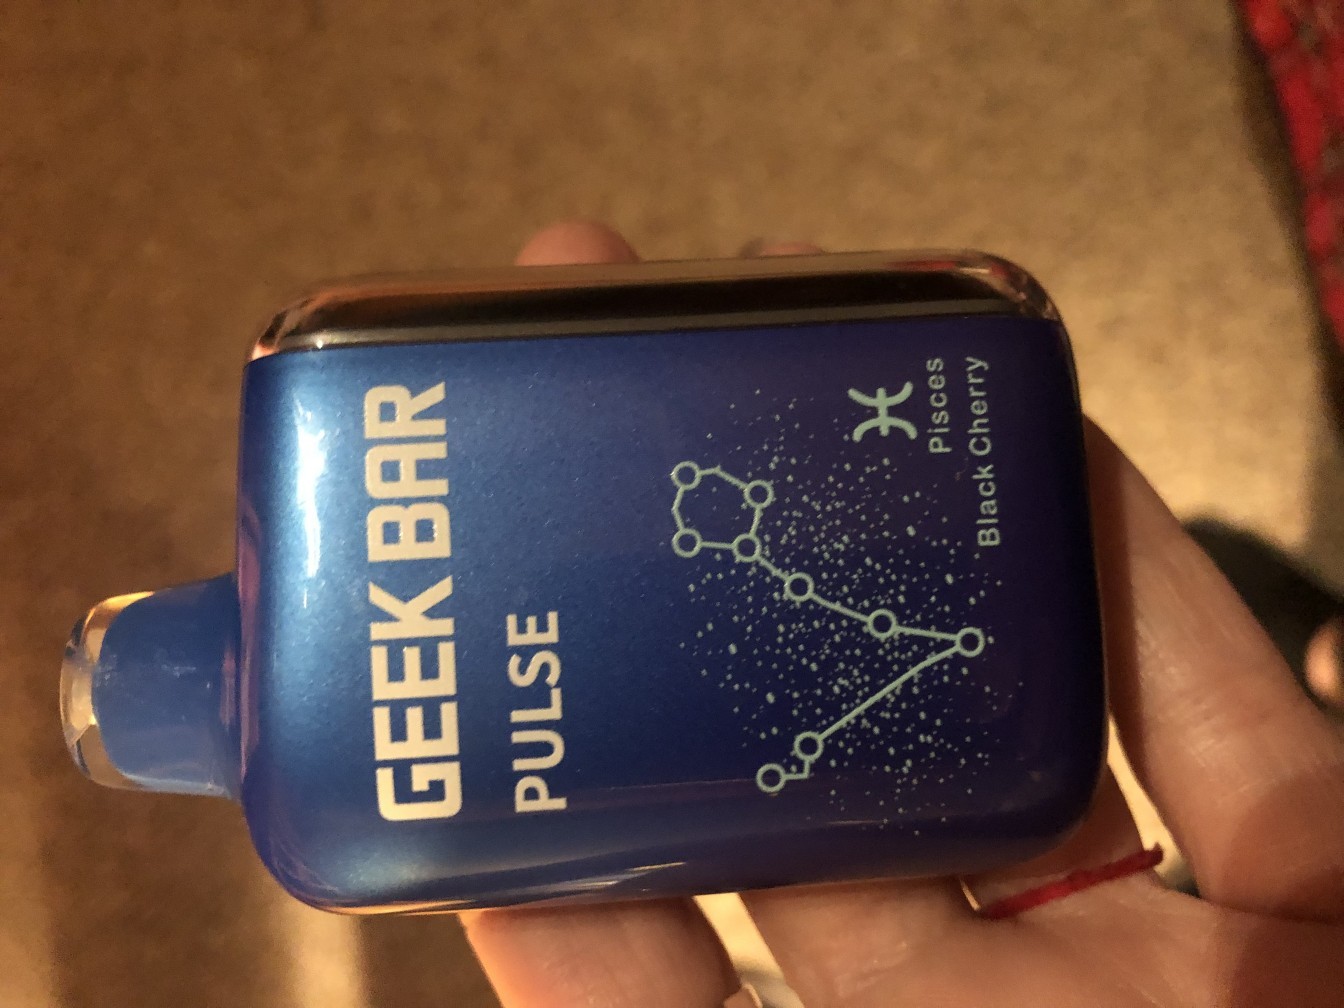 GEEK BAR
PULSE
Pisces
Black Cherry